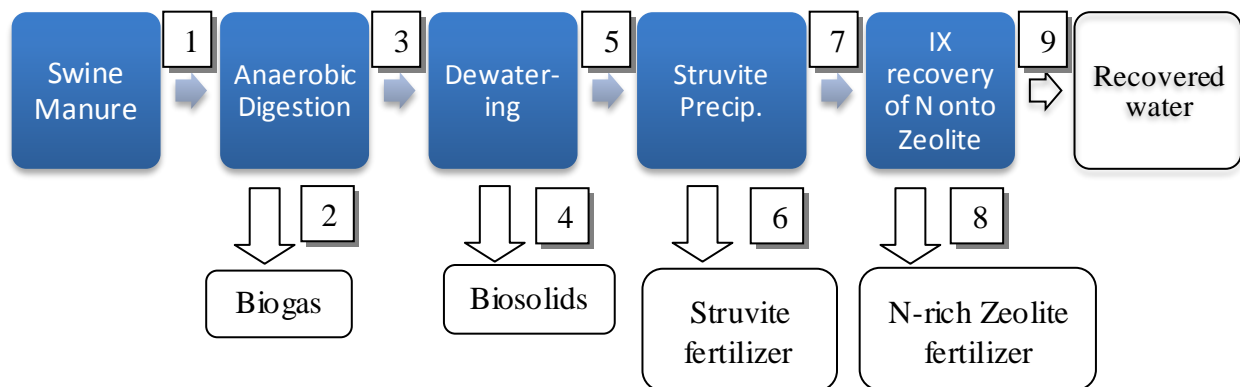 1
3
5
7
9
Swine
Manure
Anaerobic
Digestion
Dewater-
ing
Struvite
Precip.
IX
recovery
of N onto
Zeolite
Recovered
water
2
4
6
8
Biogas
Biosolids
Struvite
fertilizer
N-rich Zeolite
fertilizer